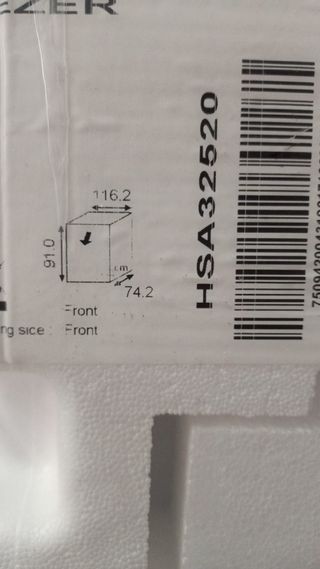 EZER
116.2
91.0
cm
74.2
Front
ng side : Front
HSA32520